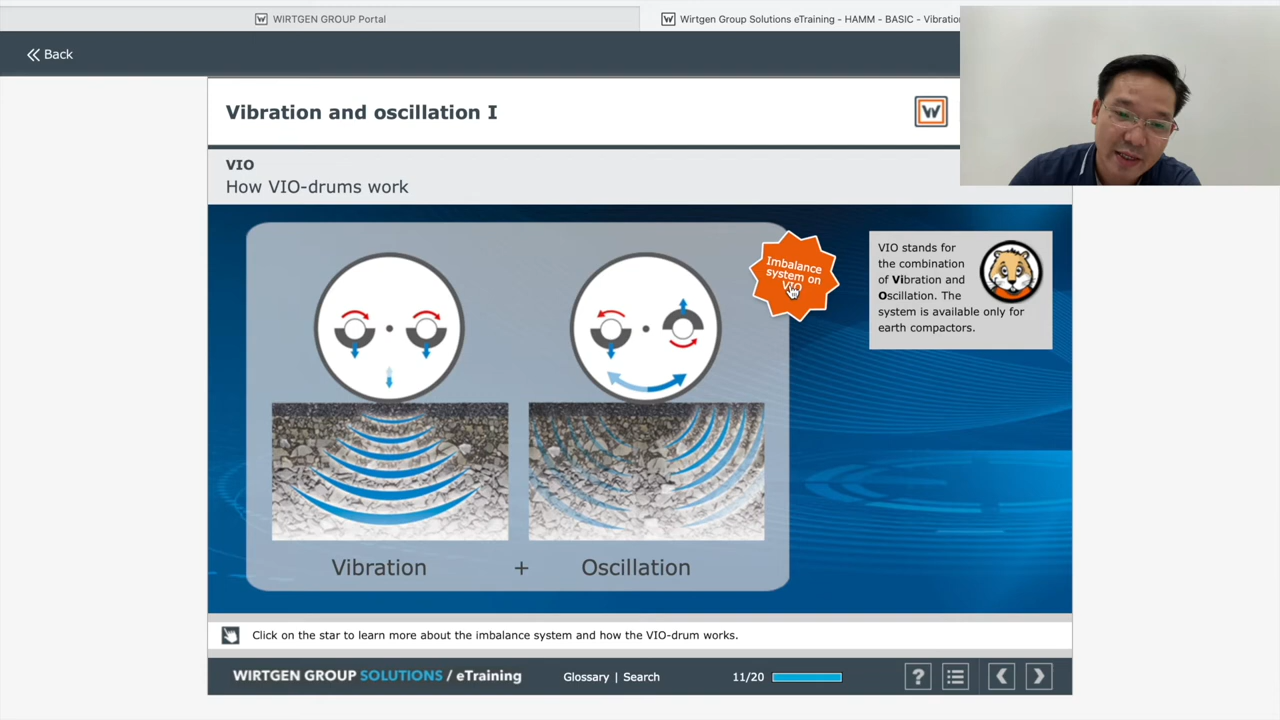 WIRTGEN GROUP Portal
Wirtgen Group Solutions eTraining - HAMM - BASIC - Vibratio
Back
Vibration and oscillation I
W
VIO
How VIO-drums work
Imbalance
system on
VIO
VIO stands for
the combination
of Vibration and
Oscillation. The
system is available only for
earth compactors.
Vibration + Oscillation
Click on the star to learn more about the imbalance system and how the VIO-drum works.
WIRTGEN GROUP SOLUTIONS / eTraining
Glossary | Search
11/20
?